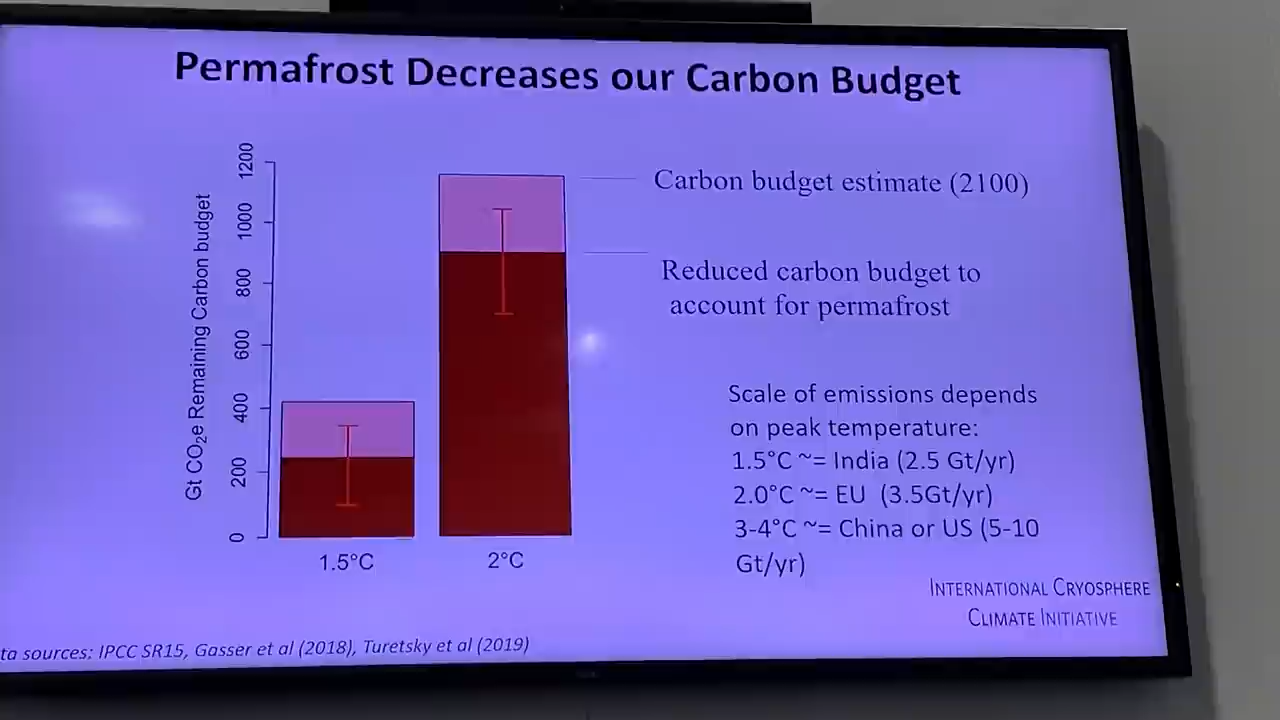 Permafrost Decreases our Carbon Budget
Gt CO₂e Remaining Carbon budget
1200
1000
800
600
400
200
0
1.5°C
2°C
Carbon budget estimate (2100)
Reduced carbon budget to
account for permafrost
Scale of emissions depends
on peak temperature:
1.5°C ~= India (2.5 Gt/yr)
2.0°C ~= EU (3.5Gt/yr)
3-4°C ~= China or US (5-10
Gt/yr)
INTERNATIONAL CRYOSPHERE
CLIMATE INITIATIVE
ta sources: IPCC SR15, Gasser et al (2018), Turetsky et al (2019)